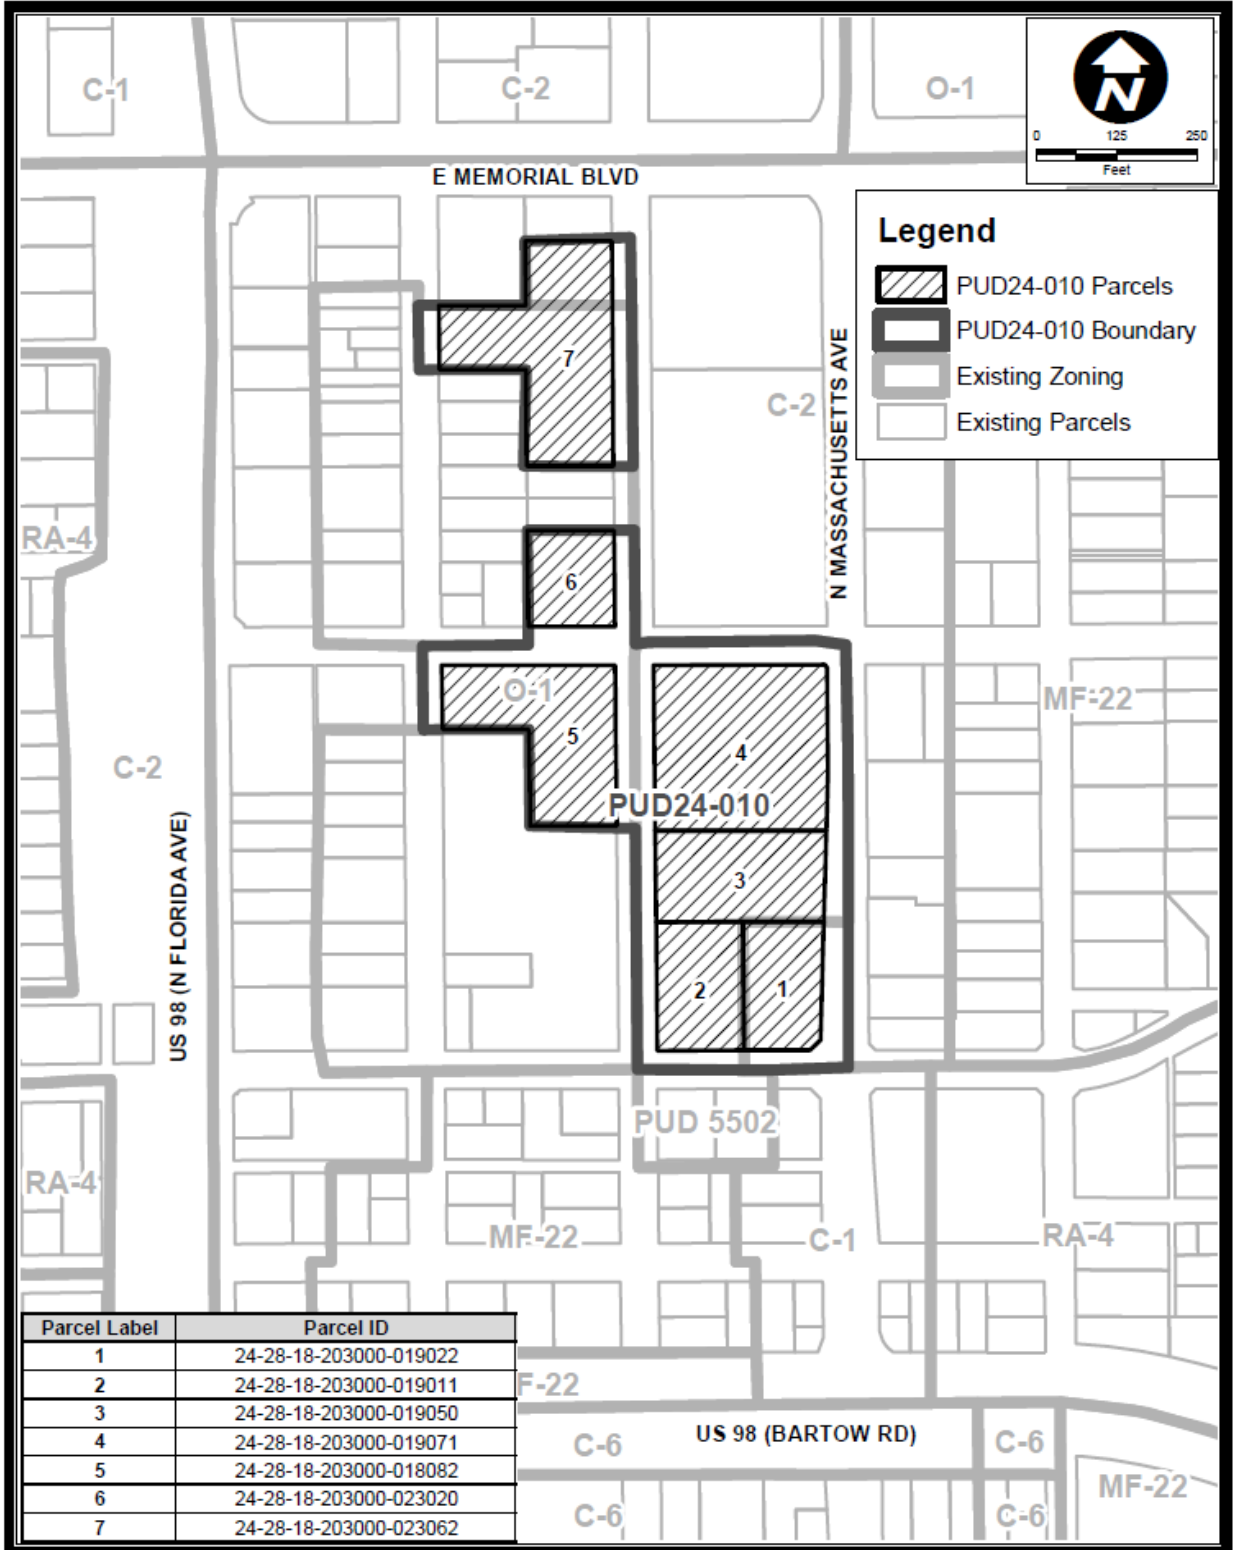 C-1
C-2
O-1
N
0 125 250
Feet
E MEMORIAL BLVD
Legend
PUD24-010 Parcels
PUD24-010 Boundary
Existing Zoning
Existing Parcels
7
C-2
N MASSACHUSETTS AVE
RA-4
6
O-1
MF-22
5
4
C-2
PUD24-010
US 98 (N FLORIDA AVE)
3
2
1
PUD 5502
RA-4
MF-22
C-1
RA-4
Parcel Label Parcel ID
1 24-28-18-203000-019022
2 24-28-18-203000-019011
3 24-28-18-203000-019050
4 24-28-18-203000-019071
5 24-28-18-203000-018082
6 24-28-18-203000-023020
7 24-28-18-203000-023062
F-22
US 98 (BARTOW RD)
C-6
C-6
MF-22
C-6
C-6